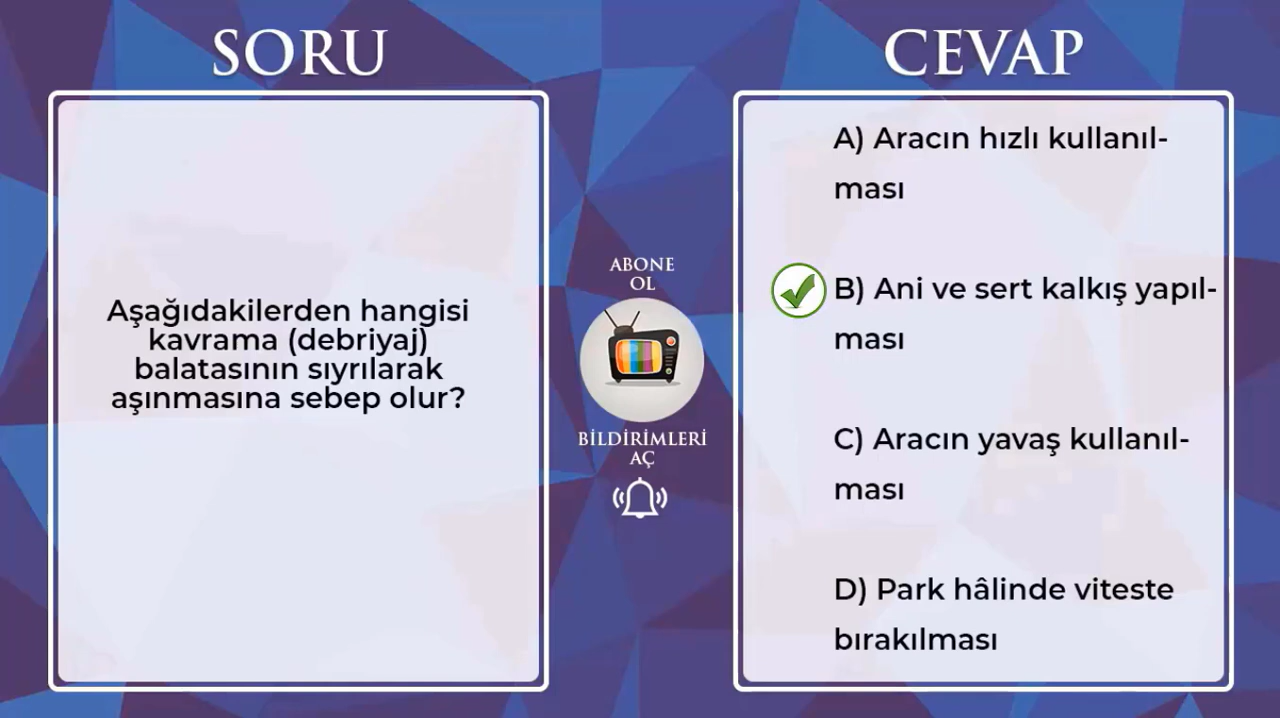 SORU
Aşağıdakilerden hangisi
kavrama (debriyaj)
balatasının sıyrılarak
aşınmasına sebep olur?
ABONE
OL
BİLDİRİMLERİ
AÇ
CEVAP
A) Aracın hızlı kullanıl-
ması
B) Ani ve sert kalkış yapıl-
ması
C) Aracın yavaş kullanıl-
ması
D) Park hâlinde viteste
bırakılması